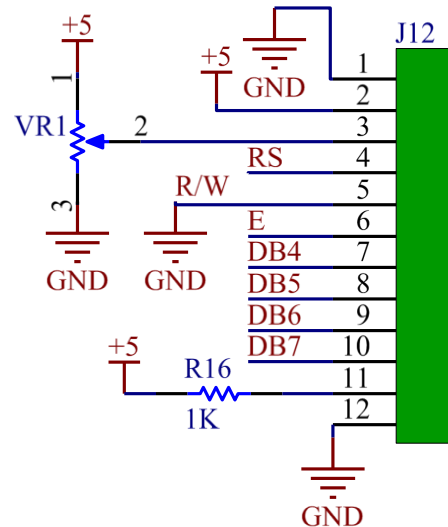 +5
J12
1
+5
1
GND
2
VR1
2
3
RS
4
R/W
5
3
E
6
GND
GND
DB4
7
DB5
8
DB6
9
DB7
10
+5
R16
11
1K
12
GND